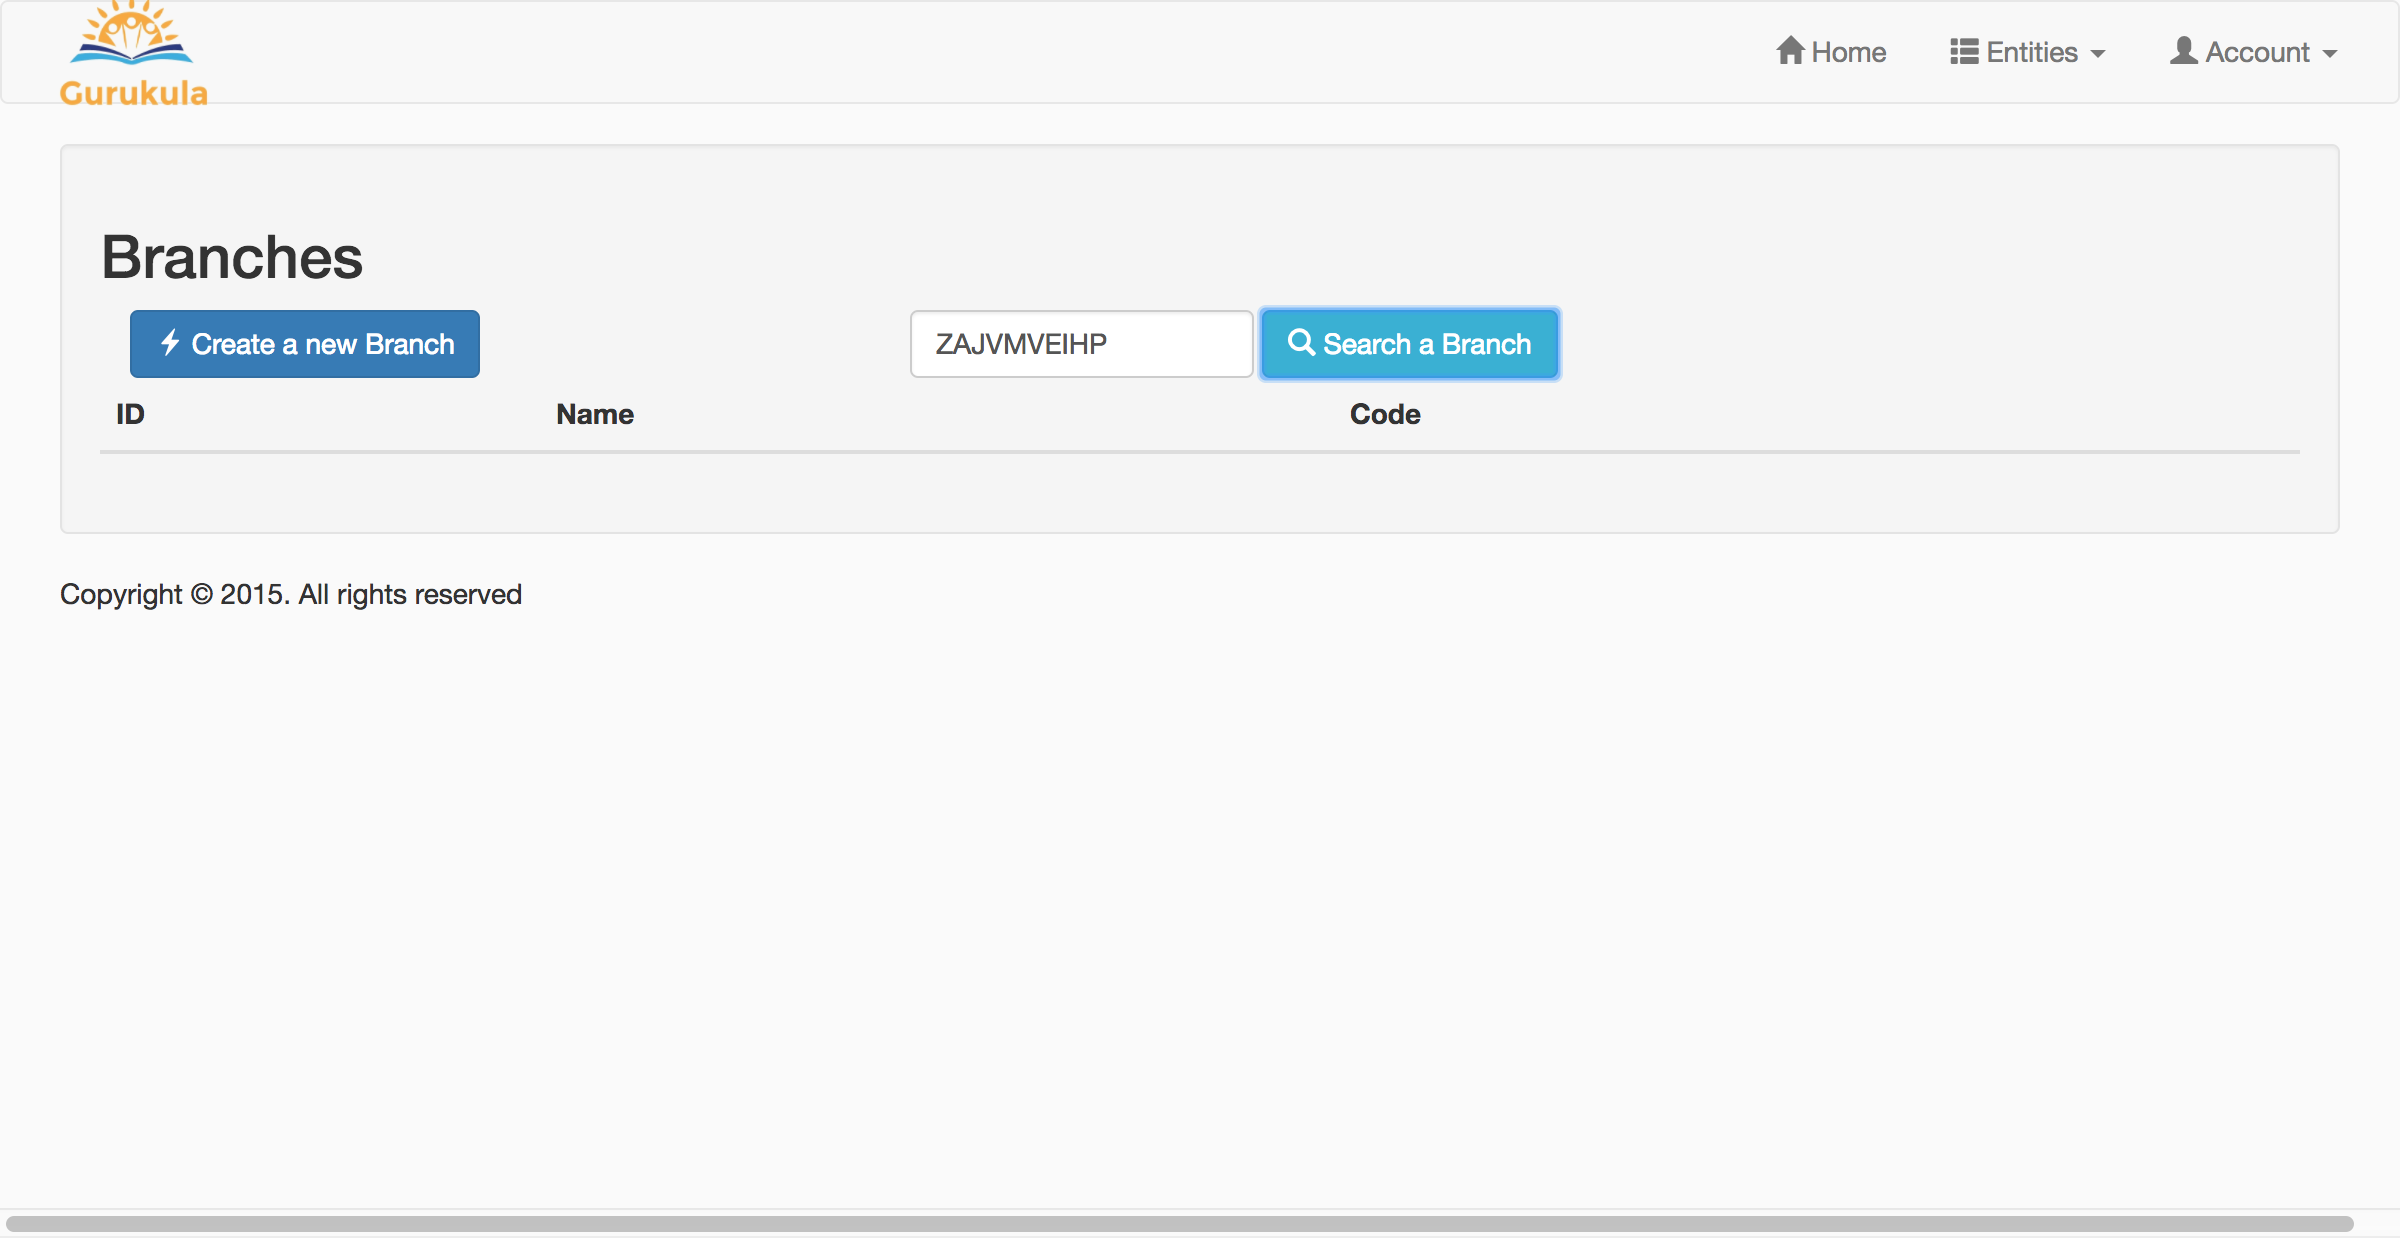 Gurukula
Home Entities Account
Branches
Create a new Branch ZAJVMVEIHP Search a Branch
ID Name Code
Copyright © 2015. All rights reserved